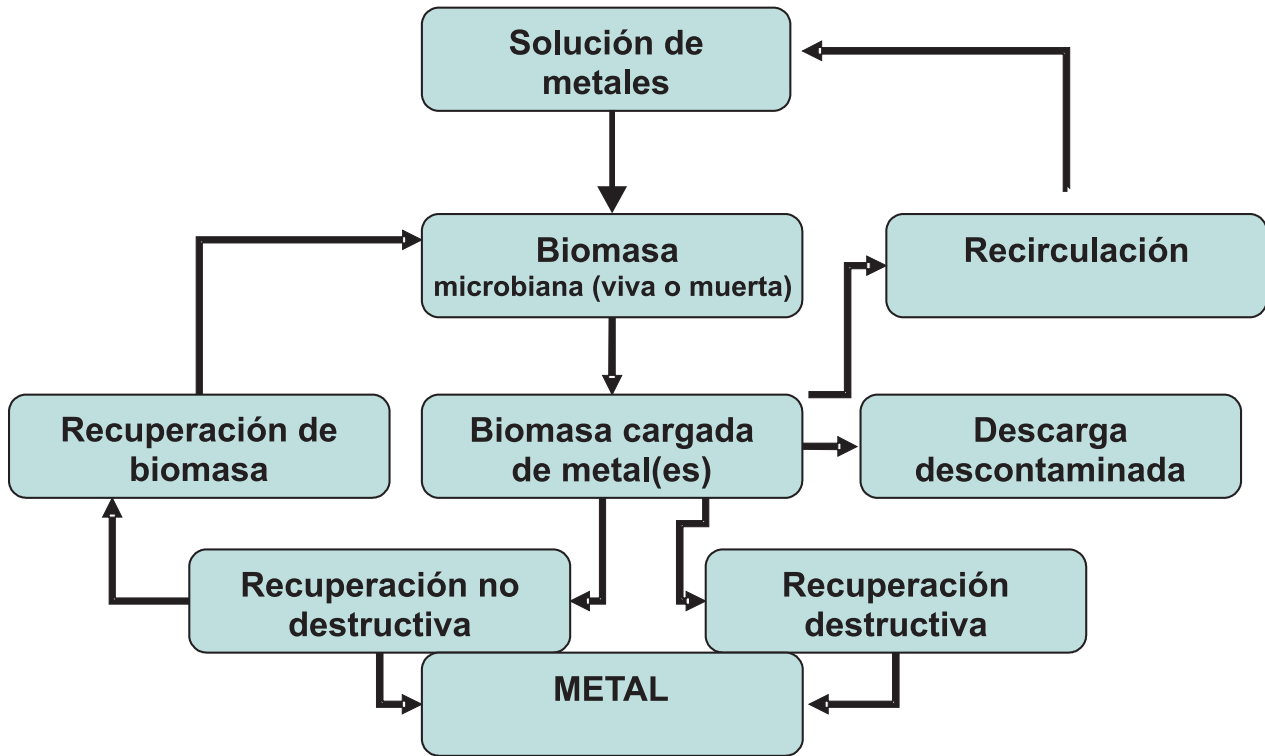 Solución de
metales
Biomasa
microbiana (viva o muerta)
Recirculación
Recuperación de
biomasa
Biomasa cargada
de metal(es)
Descarga
descontaminada
Recuperación no
destructiva
Recuperación
destructiva
METAL